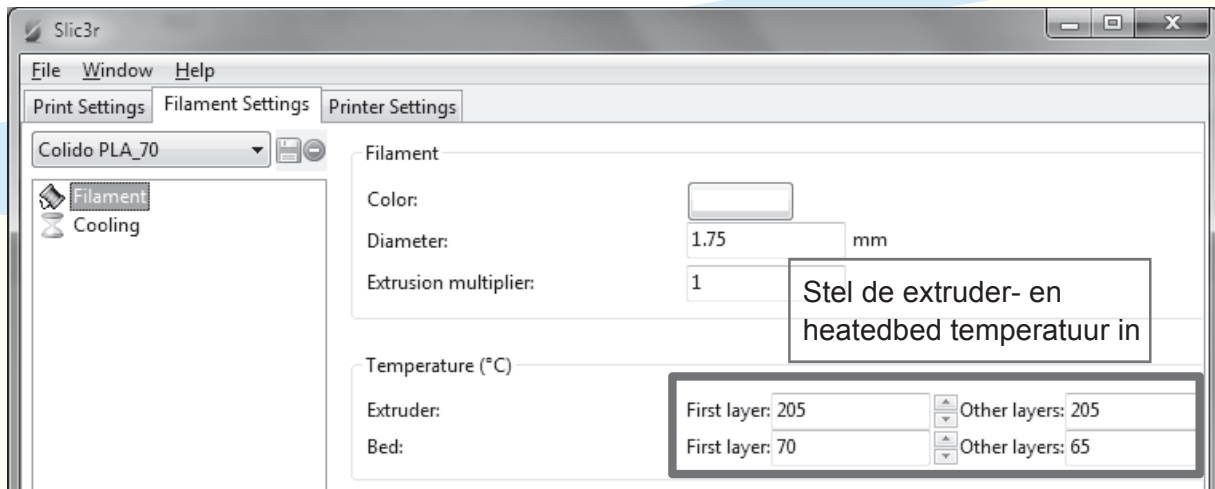 Slic3r
File Window Help
Print Settings Filament Settings Printer Settings
Colido PLA_70
Filament
Cooling
Filament
Color:
Diameter: 1.75 mm
Extrusion multiplier: 1
Stel de extruder- en
heatedbed temperatuur in
Temperature (°C)
Extruder: First layer: 205 Other layers: 205
Bed: First layer: 70 Other layers: 65